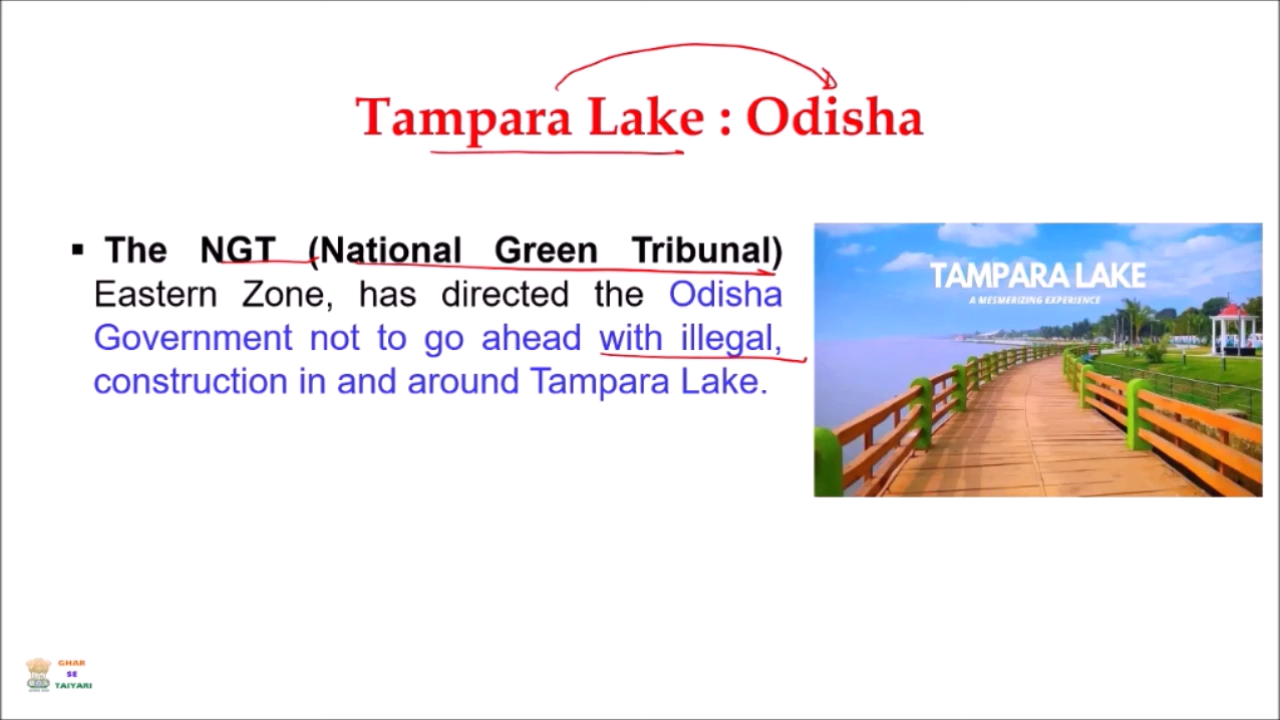 Tampara Lake : Odisha
▪ The NGT (National Green Tribunal)
Eastern Zone, has directed the Odisha
Government not to go ahead with illegal,
construction in and around Tampara Lake.
TAMPARA LAKE
A MESMERIZING EXPERIENCE
GHAR
SE
TAIYARI